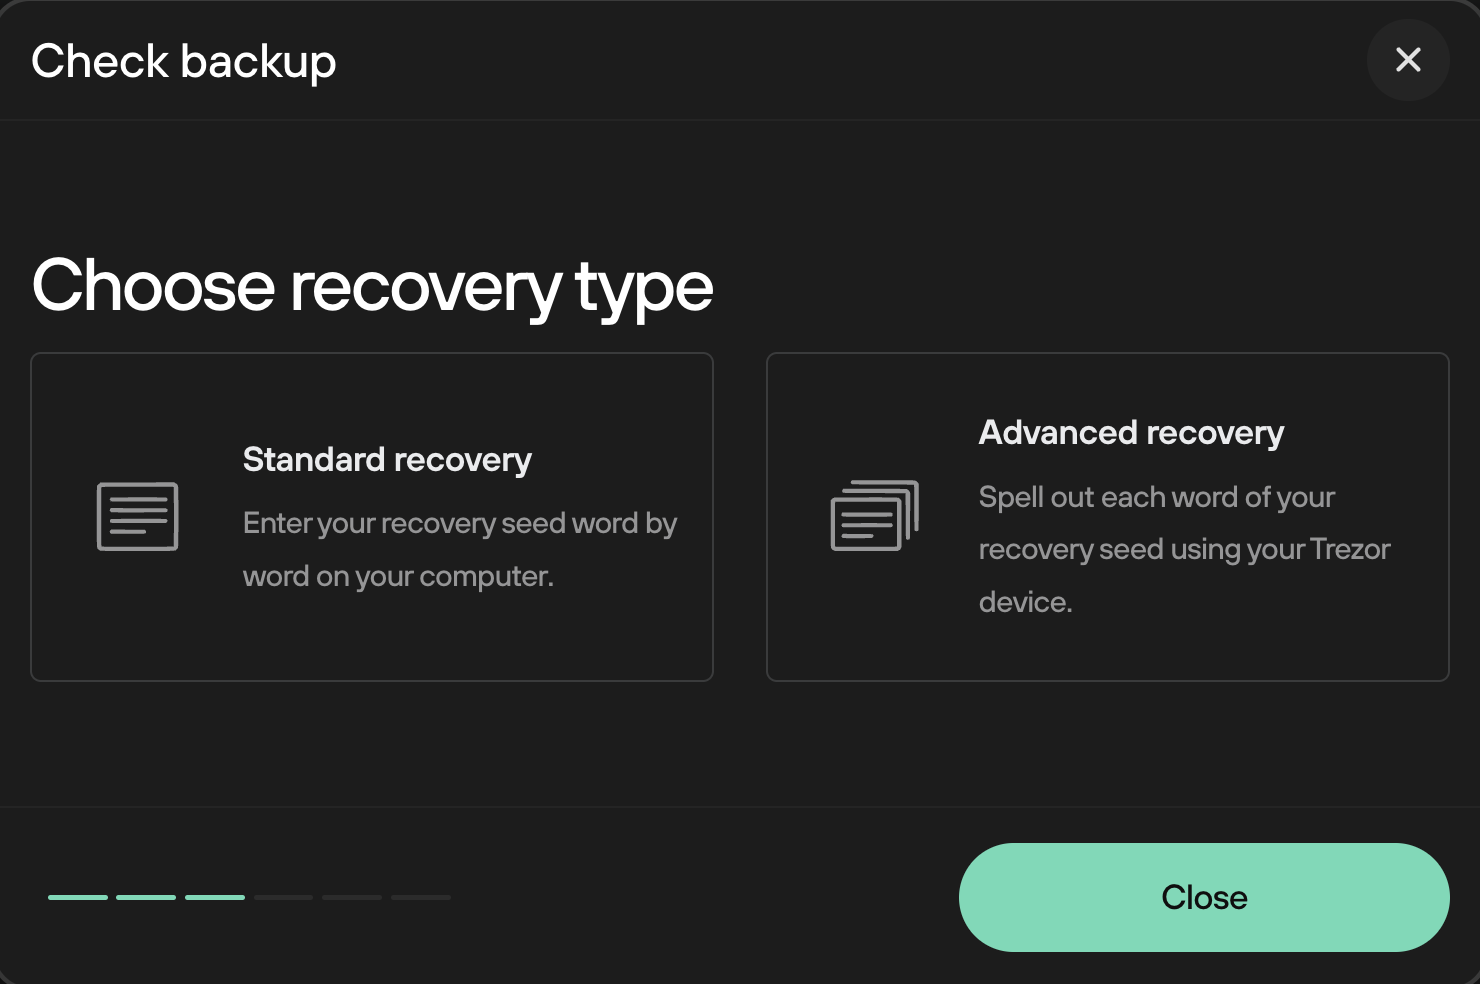 Check backup
Choose recovery type
Standard recovery
Enter your recovery seed word by
word on your computer.
Advanced recovery
Spell out each word of your
recovery seed using your Trezor
device.
Close